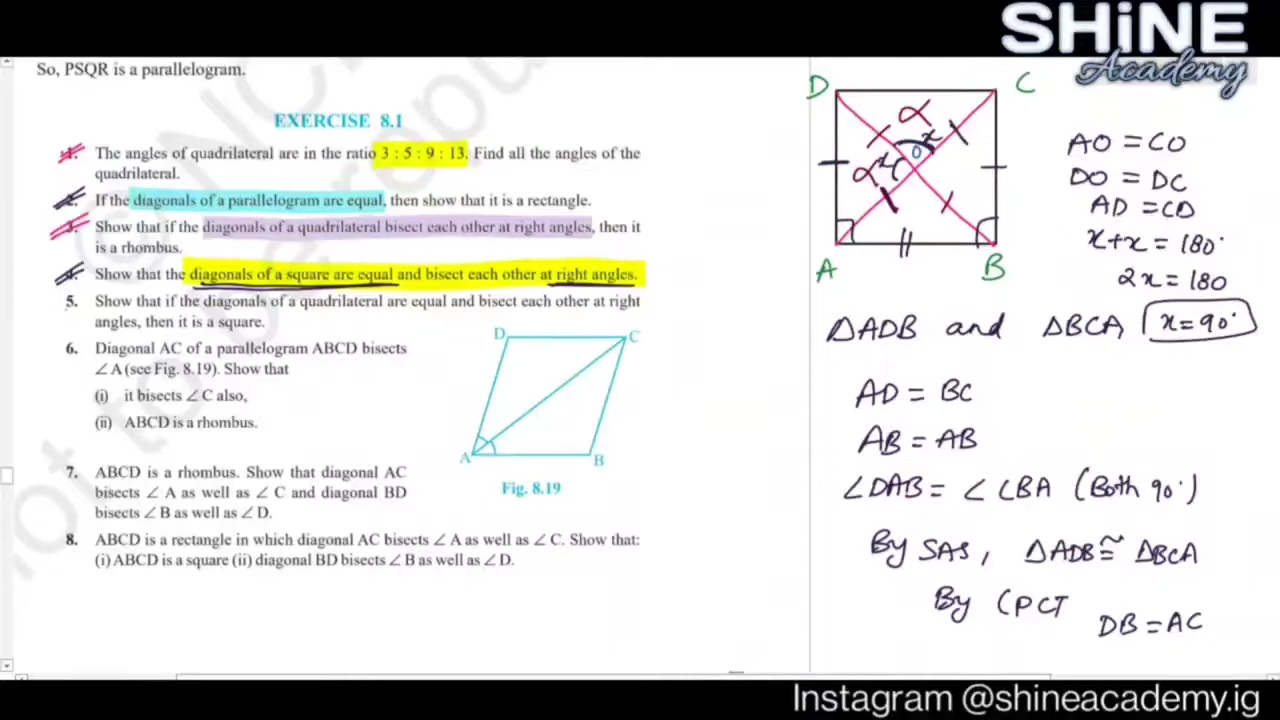 SHiNE
Academy
So, PSQR is a parallelogram.
EXERCISE 8.1
1. The angles of quadrilateral are in the ratio 3 : 5 : 9 : 13. Find all the angles of the
quadrilateral.
2. If the diagonals of a parallelogram are equal, then show that it is a rectangle.
3. Show that if the diagonals of a quadrilateral bisect each other at right angles, then it
is a rhombus.
4. Show that the diagonals of a square are equal and bisect each other at right angles.
5. Show that if the diagonals of a quadrilateral are equal and bisect each other at right
angles, then it is a square.
6. Diagonal AC of a parallelogram ABCD bisects
∠ A (see Fig. 8.19). Show that
(i) it bisects ∠ C also,
(ii) ABCD is a rhombus.
D C
A B
Fig. 8.19
7. ABCD is a rhombus. Show that diagonal AC
bisects ∠ A as well as ∠ C and diagonal BD
bisects ∠ B as well as ∠ D.
8. ABCD is a rectangle in which diagonal AC bisects ∠ A as well as ∠ C. Show that:
(i) ABCD is a square (ii) diagonal BD bisects ∠ B as well as ∠ D.
D C
α x
α x O
A B
AO = CO
DO = DC
AD = CD
x+x = 180°
2x = 180
x = 90°
△ADB and △BCA
AD = BC
AB = AB
∠DAB = ∠ CBA (Both 90°)
By SAS, △ADB ≅ △BCA
By CPCT
DB = AC
Instagram @shineacademy.ig